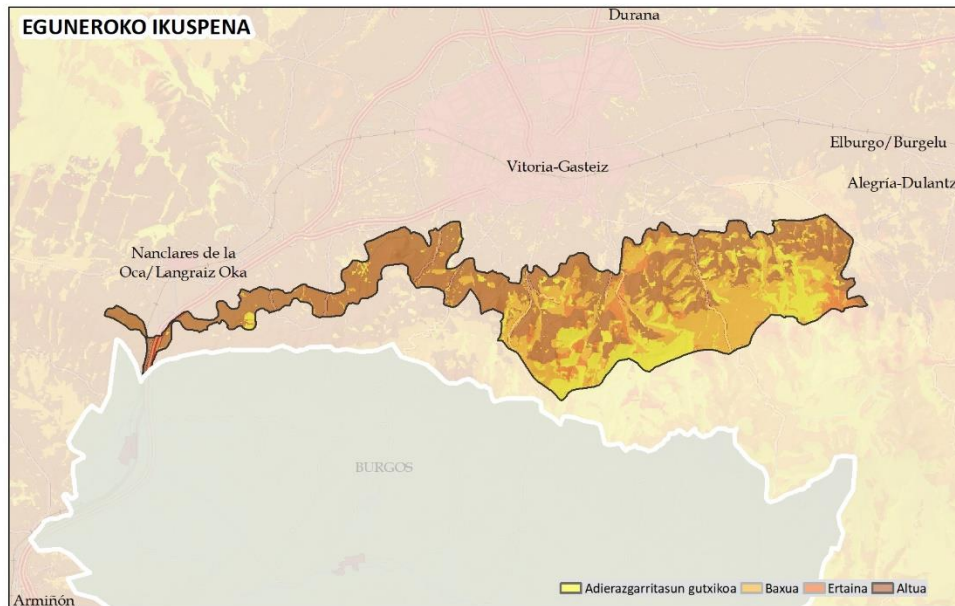 EGUNEROKO IKUSPENA
Durana
Elburgo/Burgelu
Vitoria-Gasteiz
Alegría-Dulantz
Nanclares de la
Oca/Langraiz Oka
BURGOS
Adierazgarritasun gutxikoa Baxua Ertaina Altua
Armiñón